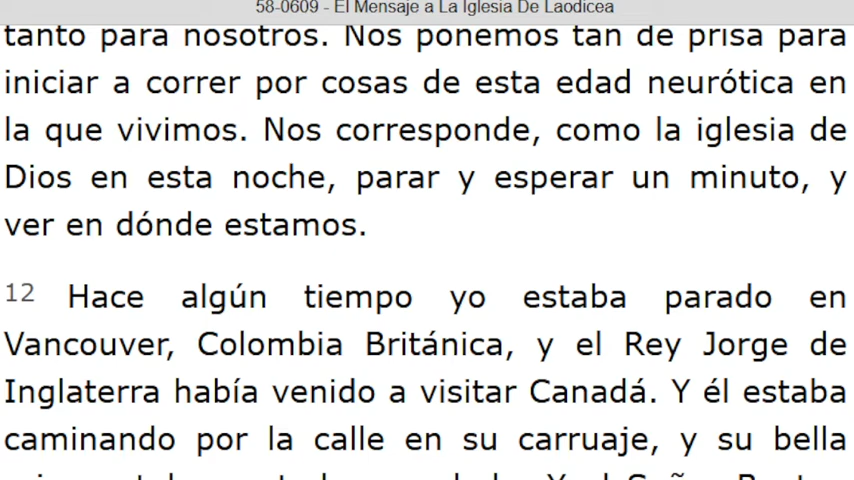 58-0609 - El Mensaje a La Iglesia De Laodicea
tanto para nosotros. Nos ponemos tan de prisa para
iniciar a correr por cosas de esta edad neurótica en
la que vivimos. Nos corresponde, como la iglesia de
Dios en esta noche, parar y esperar un minuto, y
ver en dónde estamos.
12 Hace algún tiempo yo estaba parado en
Vancouver, Colombia Británica, y el Rey Jorge de
Inglaterra había venido a visitar Canadá. Y él estaba
caminando por la calle en su carruaje, y su bella